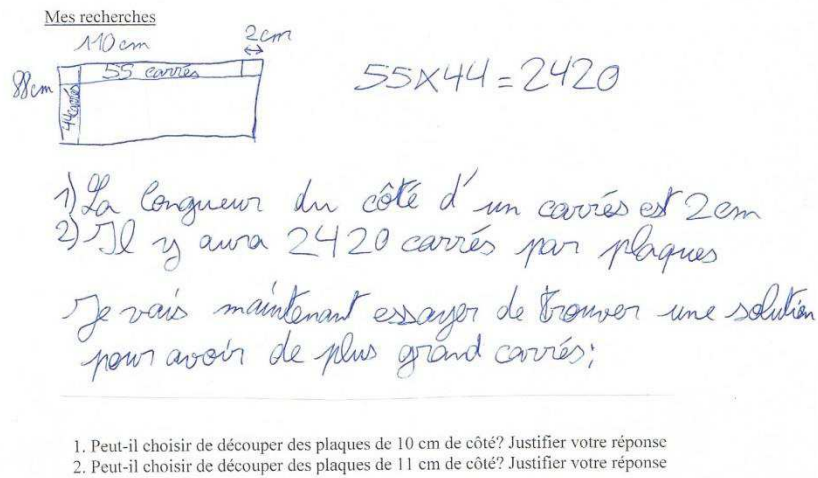 Mes recherches
110 cm
2cm
88cm
55 carrés
44 carrés
55×44=2420
1) La longueur du côté d'un carrés est 2cm
2) Il y aura 2420 carrés par plaques
Je vais maintenant essayer de trouver une solution
pour avoir de plus grand carrés;
1. Peut-il choisir de découper des plaques de 10 cm de côté? Justifier votre réponse
2. Peut-il choisir de découper des plaques de 11 cm de côté? Justifier votre réponse